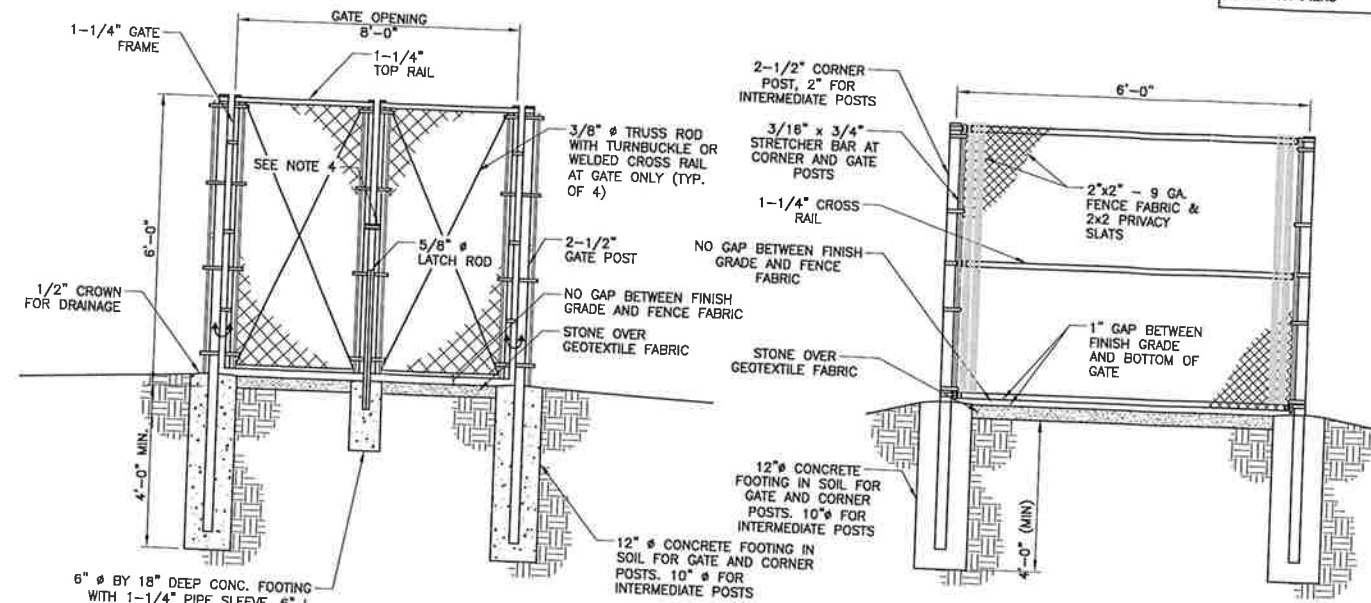 GATE OPENING
8'-0"
1-1/4" GATE
FRAME
1-1/4"
TOP RAIL
6'-0"
SEE NOTE 4
3/8" ø TRUSS ROD
WITH TURNBUCKLE OR
WELDED CROSS RAIL
AT GATE ONLY (TYP.
OF 4)
5/8" ø
LATCH ROD
2-1/2"
GATE POST
1/2" CROWN
FOR DRAINAGE
NO GAP BETWEEN FINISH
GRADE AND FENCE FABRIC
STONE OVER
GEOTEXTILE FABRIC
4'-0" MIN.
6" ø BY 18" DEEP CONC. FOOTING
WITH 1-1/4" PIPE SLEEVE, 6"
12" ø CONCRETE FOOTING IN
SOIL FOR GATE AND CORNER
POSTS. 10" ø FOR
INTERMEDIATE POSTS
2-1/2" CORNER
POST, 2" FOR
INTERMEDIATE POSTS
6'-0"
3/16" x 3/4"
STRETCHER BAR AT
CORNER AND GATE
POSTS
2"x2" - 9 GA.
FENCE FABRIC &
2x2 PRIVACY
SLATS
1-1/4" CROSS
RAIL
NO GAP BETWEEN FINISH
GRADE AND FENCE
FABRIC
1" GAP BETWEEN
FINISH GRADE
AND BOTTOM OF
GATE
STONE OVER
GEOTEXTILE FABRIC
12"ø CONCRETE
FOOTING IN SOIL FOR
GATE AND CORNER
POSTS. 10"ø FOR
INTERMEDIATE POSTS
4'-0" (MIN)